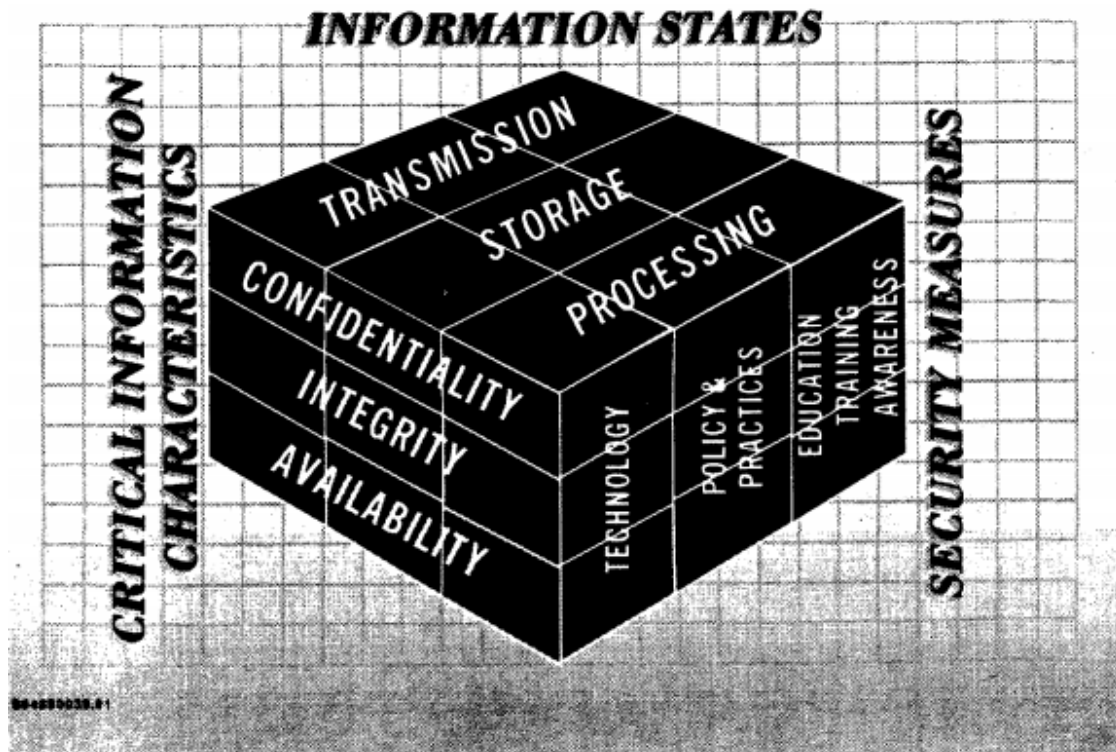 INFORMATION STATES
CRITICAL INFORMATION
CHARACTERISTICS
TRANSMISSION
STORAGE
PROCESSING
CONFIDENTIALITY
INTEGRITY
AVAILABILITY
TECHNOLOGY
POLICY &
PRACTICES
EDUCATION
TRAINING
AWARENESS
SECURITY MEASURES